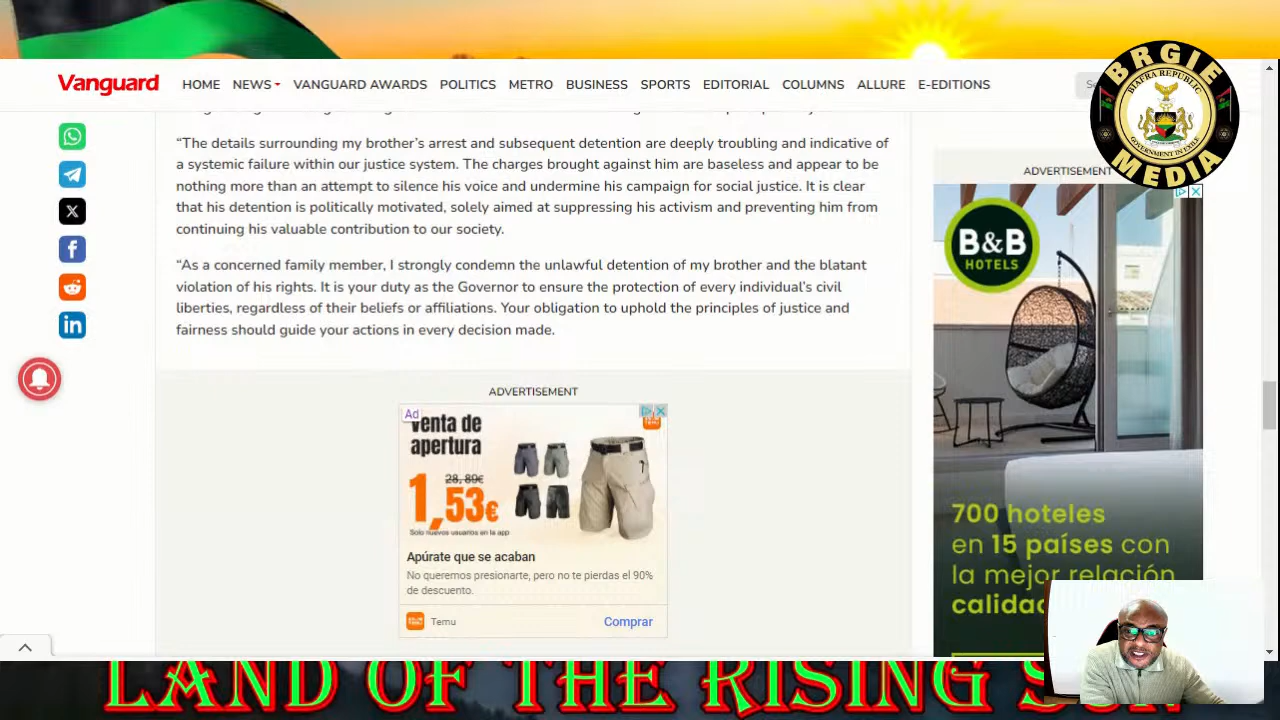 Vanguard
HOME NEWS VANGUARD AWARDS POLITICS METRO BUSINESS SPORTS EDITORIAL COLUMNS ALLURE E-EDITIONS
BRGIE
BIAFRA REPUBLIC
GOVERNMENT IN EXILE
MEDIA
“The details surrounding my brother’s arrest and subsequent detention are deeply troubling and indicative of
a systemic failure within our justice system. The charges brought against him are baseless and appear to be
nothing more than an attempt to silence his voice and undermine his campaign for social justice. It is clear
that his detention is politically motivated, solely aimed at suppressing his activism and preventing him from
continuing his valuable contribution to our society.
“As a concerned family member, I strongly condemn the unlawful detention of my brother and the blatant
violation of his rights. It is your duty as the Governor to ensure the protection of every individual’s civil
liberties, regardless of their beliefs or affiliations. Your obligation to uphold the principles of justice and
fairness should guide your actions in every decision made.
ADVERTISEMENT
Ad
Venta de
apertura
28,89€
1,53€
Solo nuevos usuarios en la app
Apúrate que se acaban
No queremos presionarte, pero no te pierdas el 90%
de descuento.
Temu
Comprar
ADVERTISEMENT
B&B
HOTELS
700 hoteles
en 15 países con
la mejor relación
LAND OF THE RISING